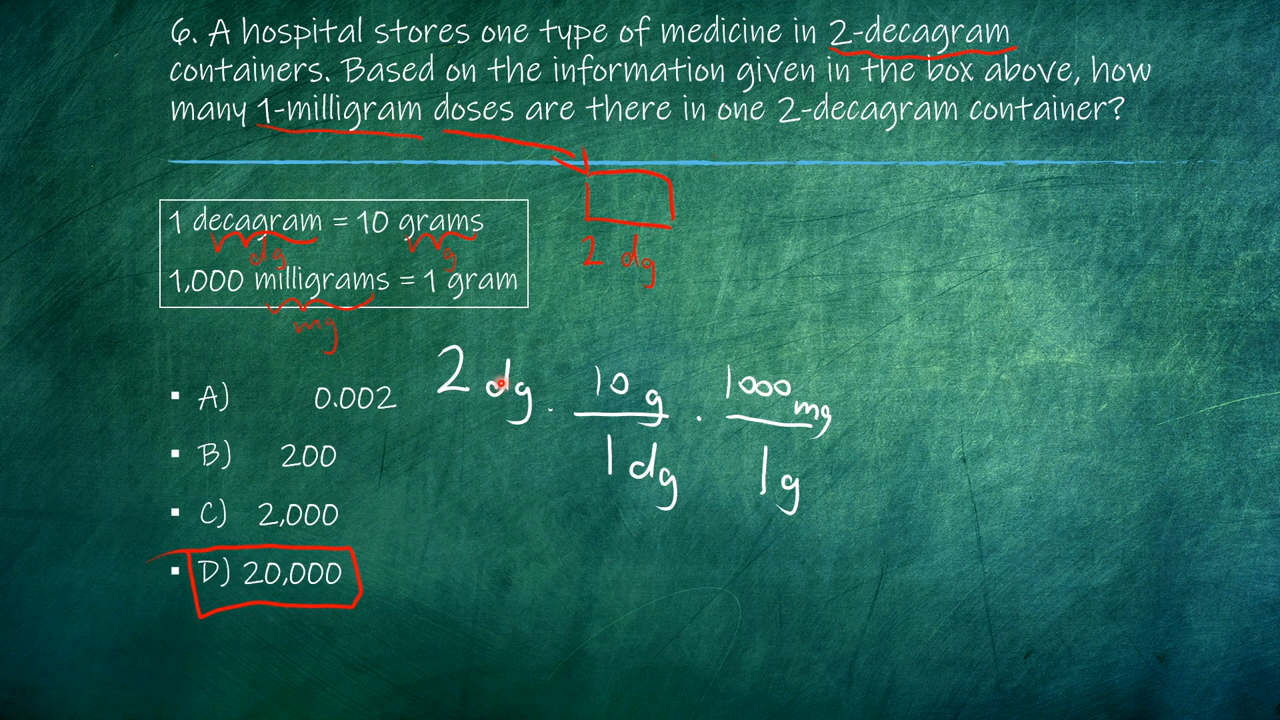 6. A hospital stores one type of medicine in 2-decagram
containers. Based on the information given in the box above, how
many 1-milligram doses are there in one 2-decagram container?
1 decagram = 10 grams
dg g
1,000 milligrams = 1 gram
mg
2 dg
2 dg . 10 g / 1 dg . 1000 mg / 1 g
A) 0.002
B) 200
C) 2,000
D) 20,000